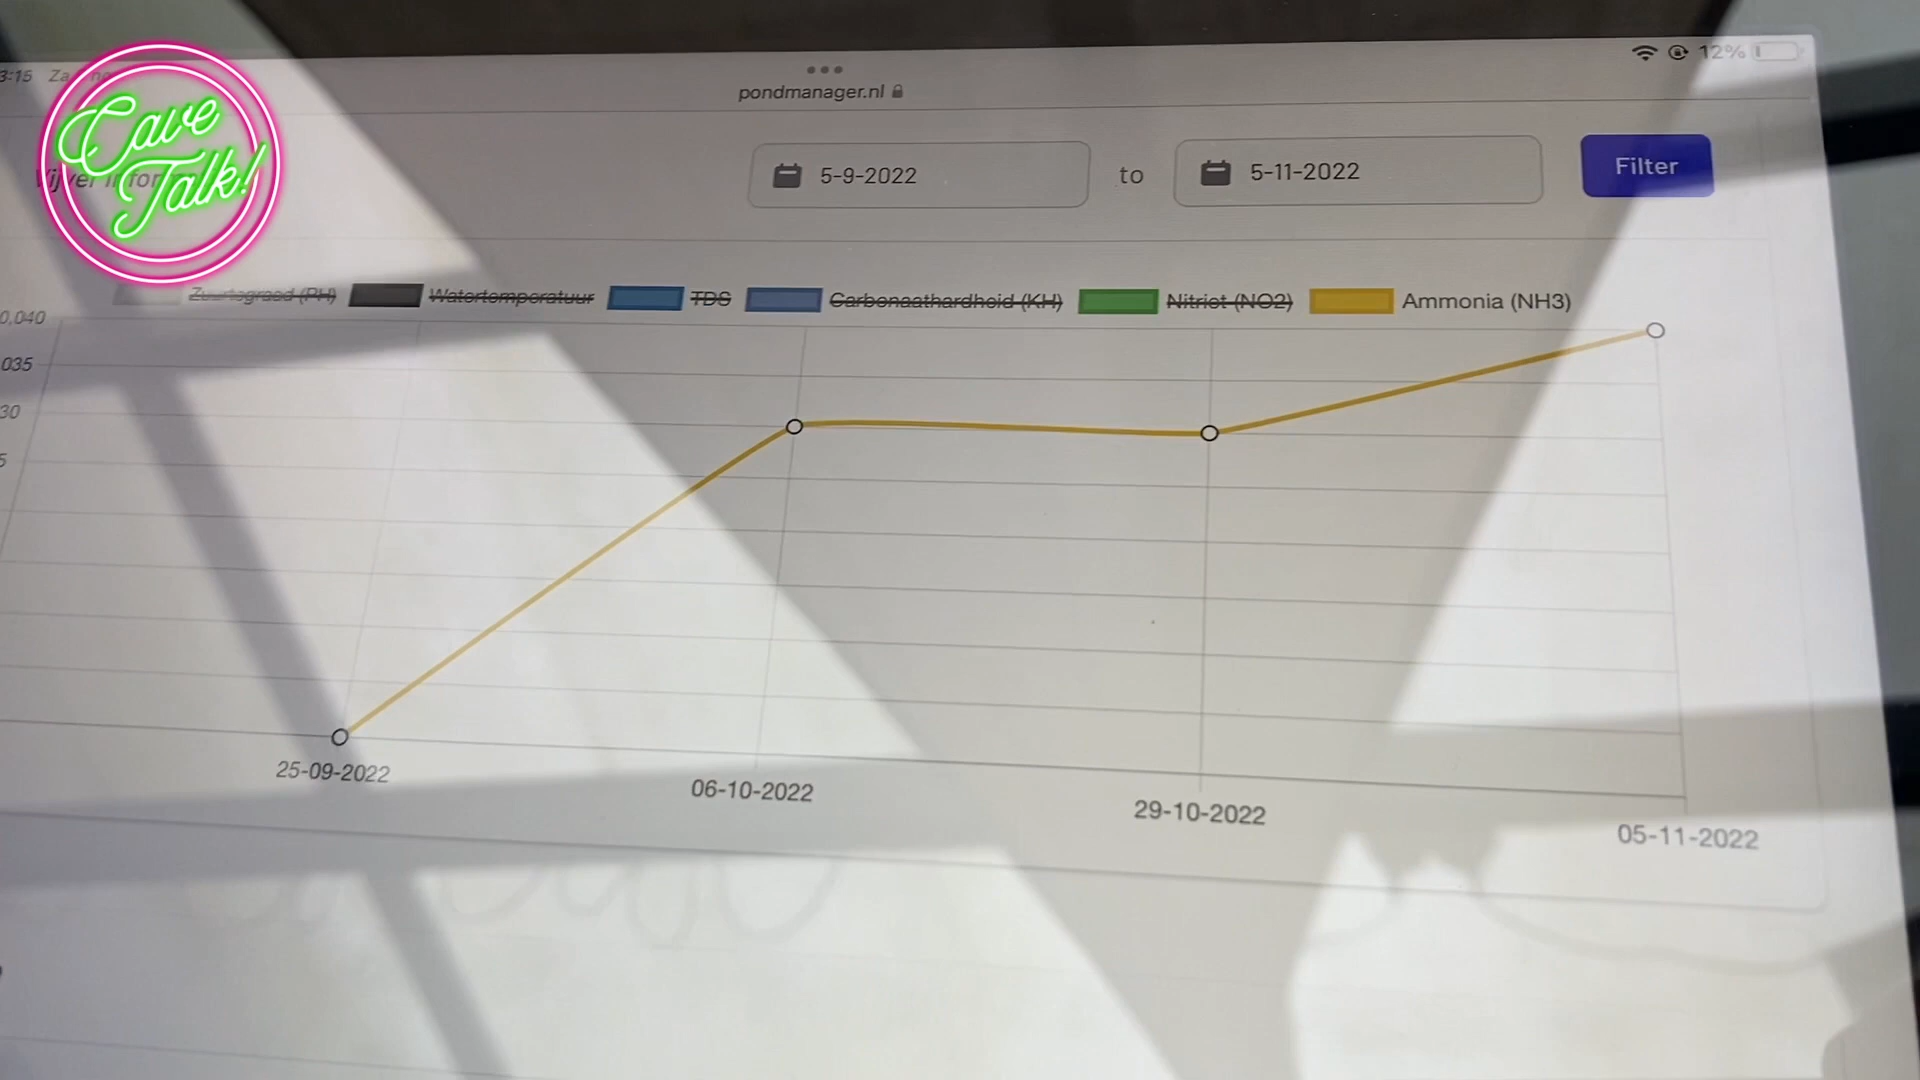 3:15 Za
12%
pondmanager.nl
Cave
Talk!
5-9-2022 to 5-11-2022 Filter
Zuurtegraad (PH) Watertemperatuur TDS Carbonaathardheid (KH) Nitriet (NO2) Ammonia (NH3)
0,040
035
30
5
25-09-2022
06-10-2022
29-10-2022
05-11-2022